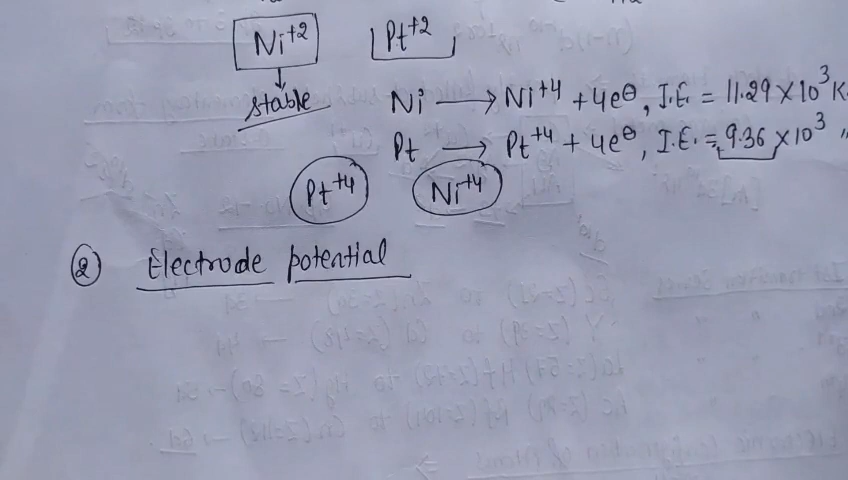 Ni+2 Pt+2
stable
Ni → Ni+4 + 4e⊖, I.E. = 11.29 × 10³ K
Pt → Pt+4 + 4e⊖, I.E. = 9.36 × 10³ "
Pt+4 Ni+4
② Electrode potential